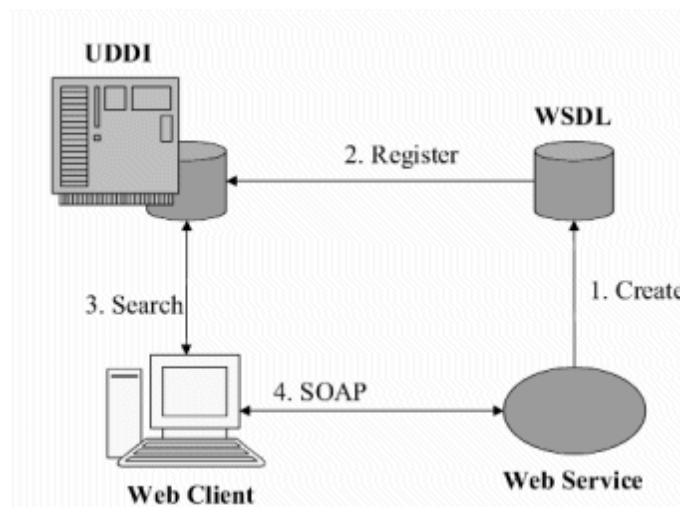 UDDI
WSDL
2. Register
1. Create
3. Search
4. SOAP
Web Client
Web Service